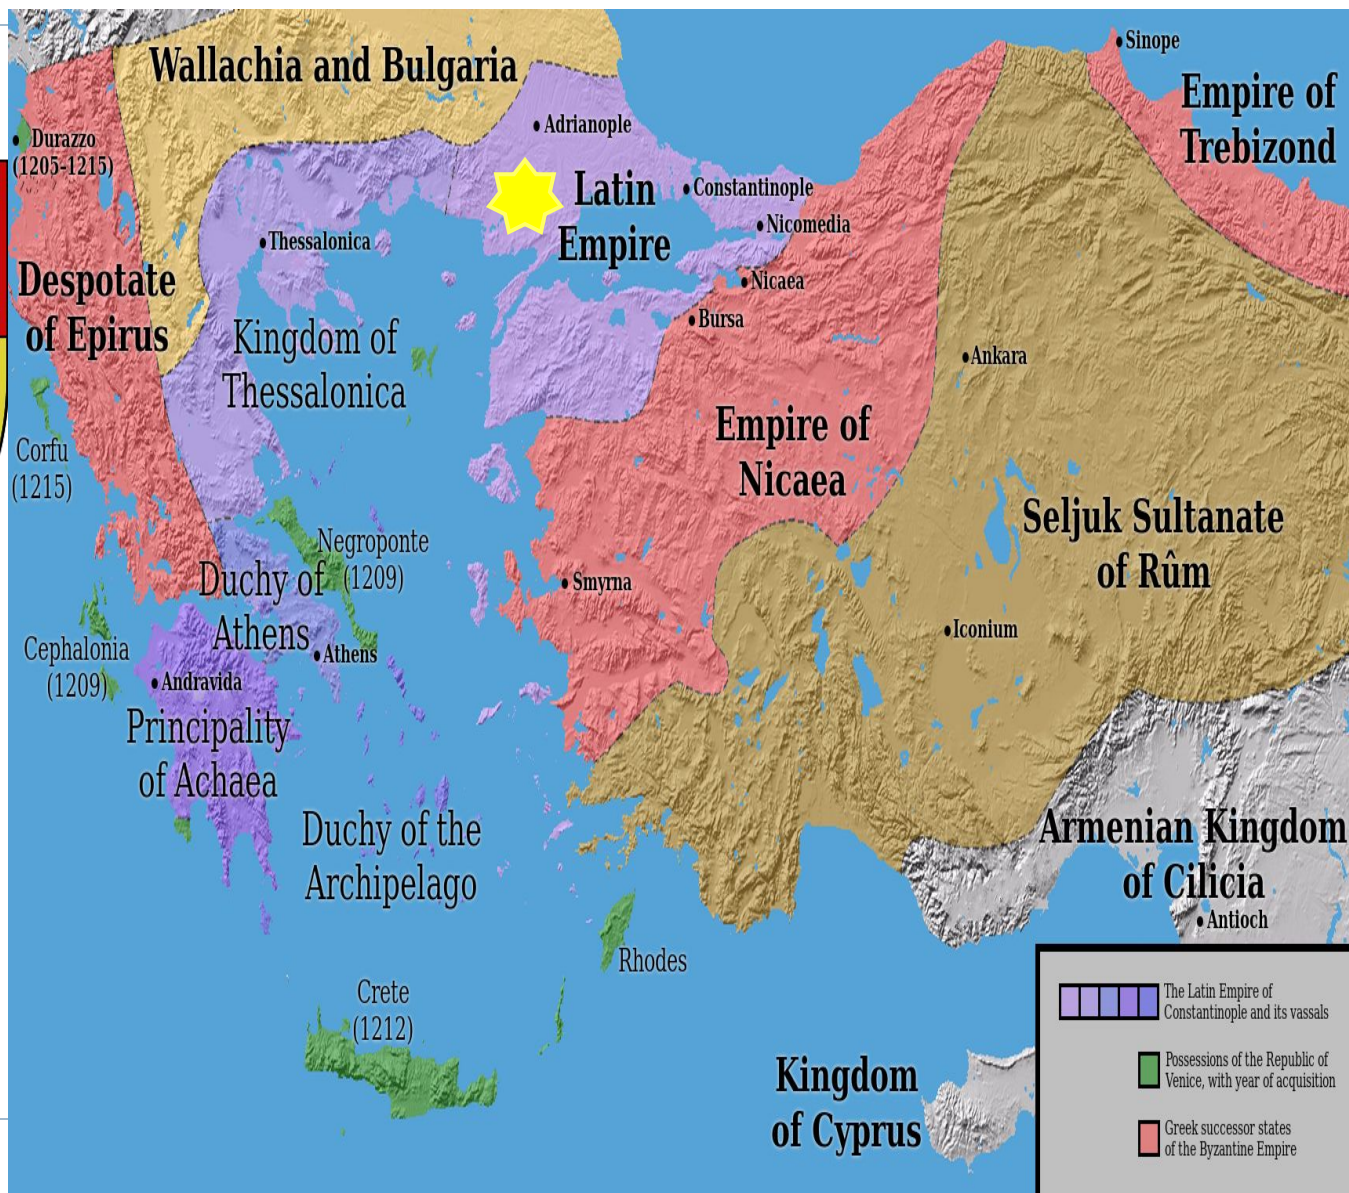 Sinope
Wallachia and Bulgaria
Empire of
Trebizond
Adrianople
Durazzo
(1205-1215)
Latin
Empire
Constantinople
Nicomedia
Thessalonica
Despotate
of Epirus
Nicaea
Bursa
Kingdom of
Thessalonica
Ankara
Empire of
Nicaea
Corfu
(1215)
Seljuk Sultanate
of Rûm
Negroponte
(1209)
Duchy of
Athens
Smyrna
Iconium
Cephalonia
(1209)
Athens
Andravida
Principality
of Achaea
Duchy of the
Archipelago
Armenian Kingdom
of Cilicia
Antioch
Rhodes
Crete
(1212)
The Latin Empire of
Constantinople and its vassals
Possessions of the Republic of
Venice, with year of acquisition
Kingdom
of Cyprus
Greek successor states
of the Byzantine Empire